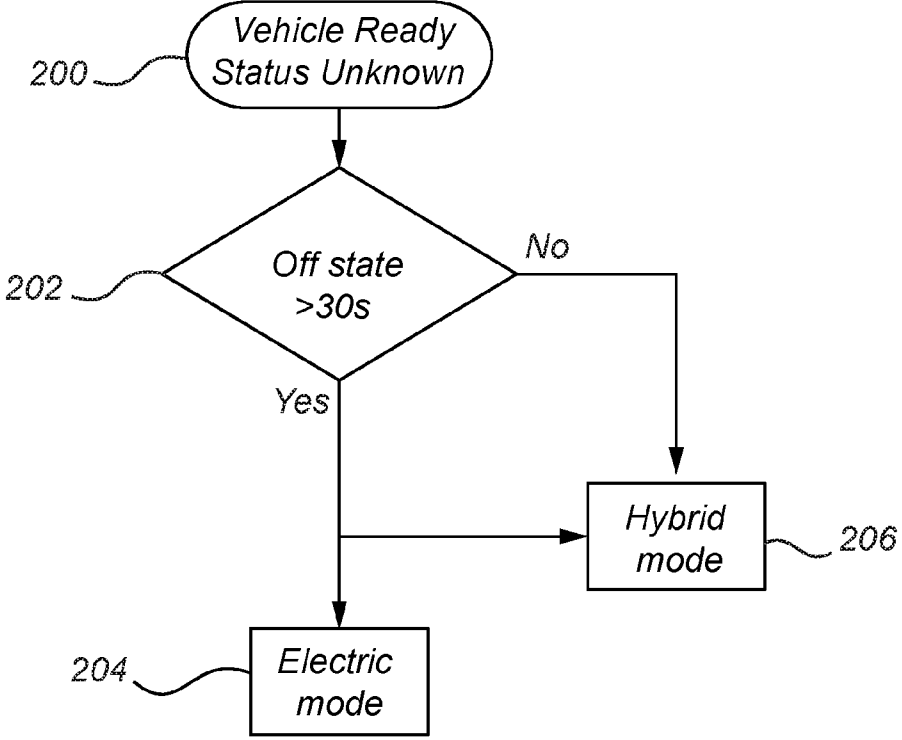 Vehicle Ready
Status Unknown
200
No
Off state
>30s
202
Yes
Hybrid
mode
206
Electric
mode
204